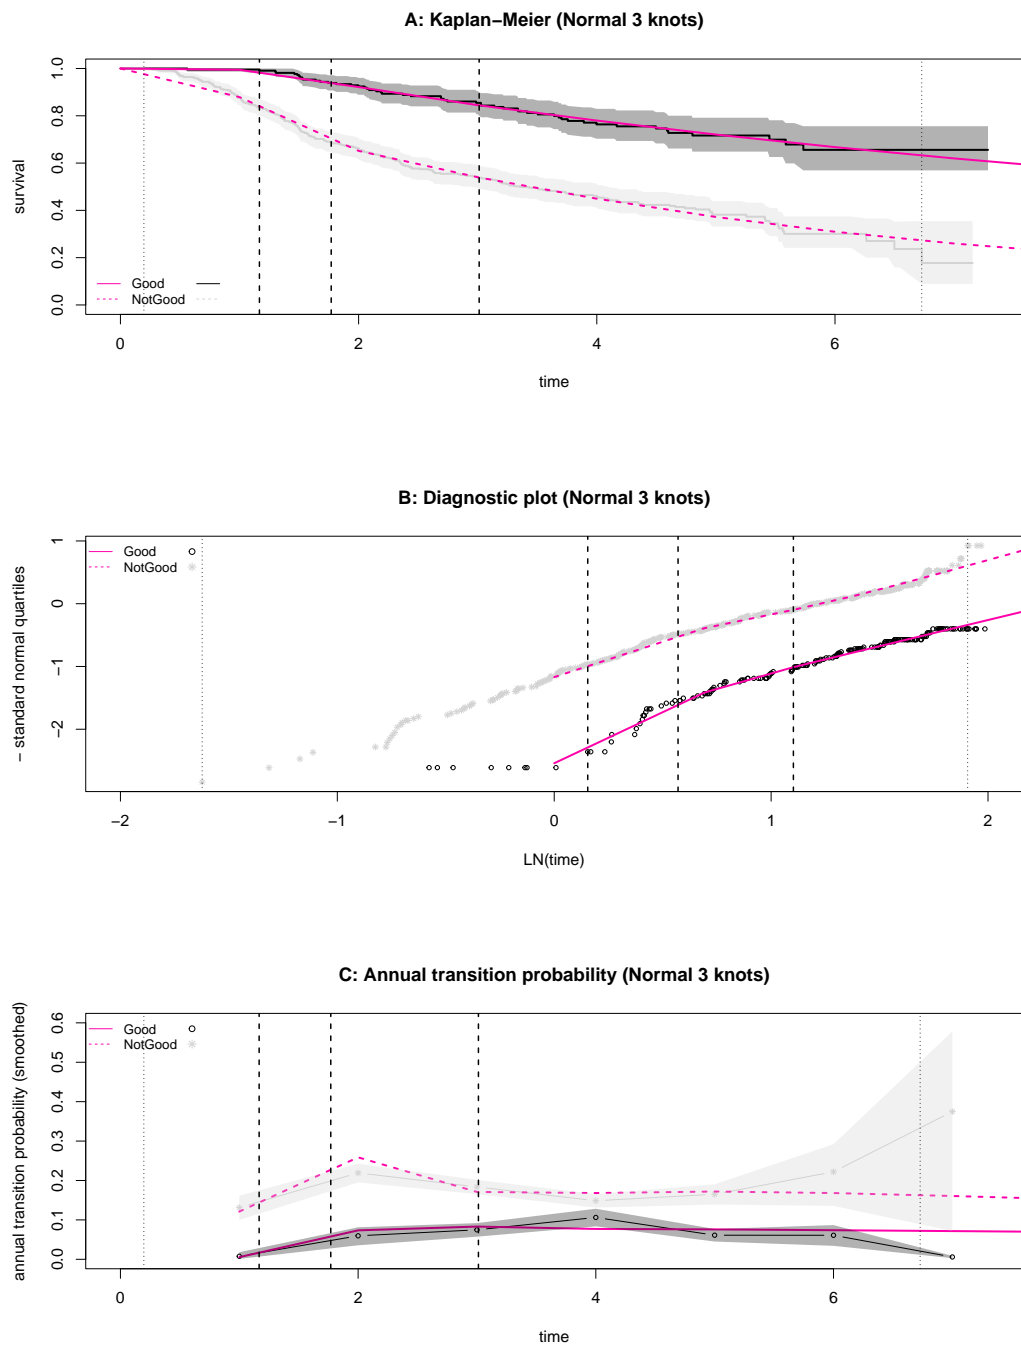 A: Kaplan−Meier (Normal 3 knots)
survival
0.0
0.2
0.4
0.6
0.8
1.0
Good
NotGood
0 2 4 6
time
B: Diagnostic plot (Normal 3 knots)
− standard normal quartiles
−2
−1
0
1
Good
NotGood
−2 −1 0 1 2
LN(time)
C: Annual transition probability (Normal 3 knots)
annual transition probability (smoothed)
0.0
0.1
0.2
0.3
0.4
0.5
0.6
Good
NotGood
0 2 4 6
time